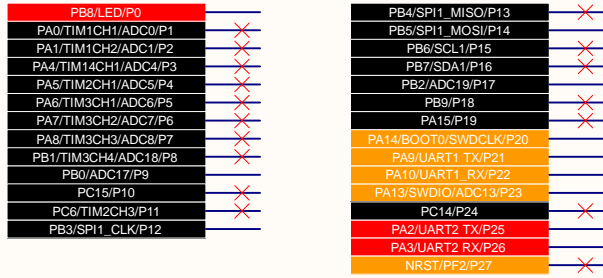 PB8/LED/P0
PA0/TIM1CH1/ADC0/P1
PA1/TIM1CH2/ADC1/P2
PA4/TIM14CH1/ADC4/P3
PA5/TIM2CH1/ADC5/P4
PA6/TIM3CH1/ADC6/P5
PA7/TIM3CH2/ADC7/P6
PA8/TIM3CH3/ADC8/P7
PB1/TIM3CH4/ADC18/P8
PB0/ADC17/P9
PC15/P10
PC6/TIM2CH3/P11
PB3/SPI1_CLK/P12
PB4/SPI1_MISO/P13
PB5/SPI1_MOSI/P14
PB6/SCL1/P15
PB7/SDA1/P16
PB2/ADC19/P17
PB9/P18
PA15/P19
PA14/BOOT0/SWDCLK/P20
PA9/UART1 TX/P21
PA10/UART1_RX/P22
PA13/SWDIO/ADC13/P23
PC14/P24
PA2/UART2 TX/P25
PA3/UART2 RX/P26
NRST/PF2/P27